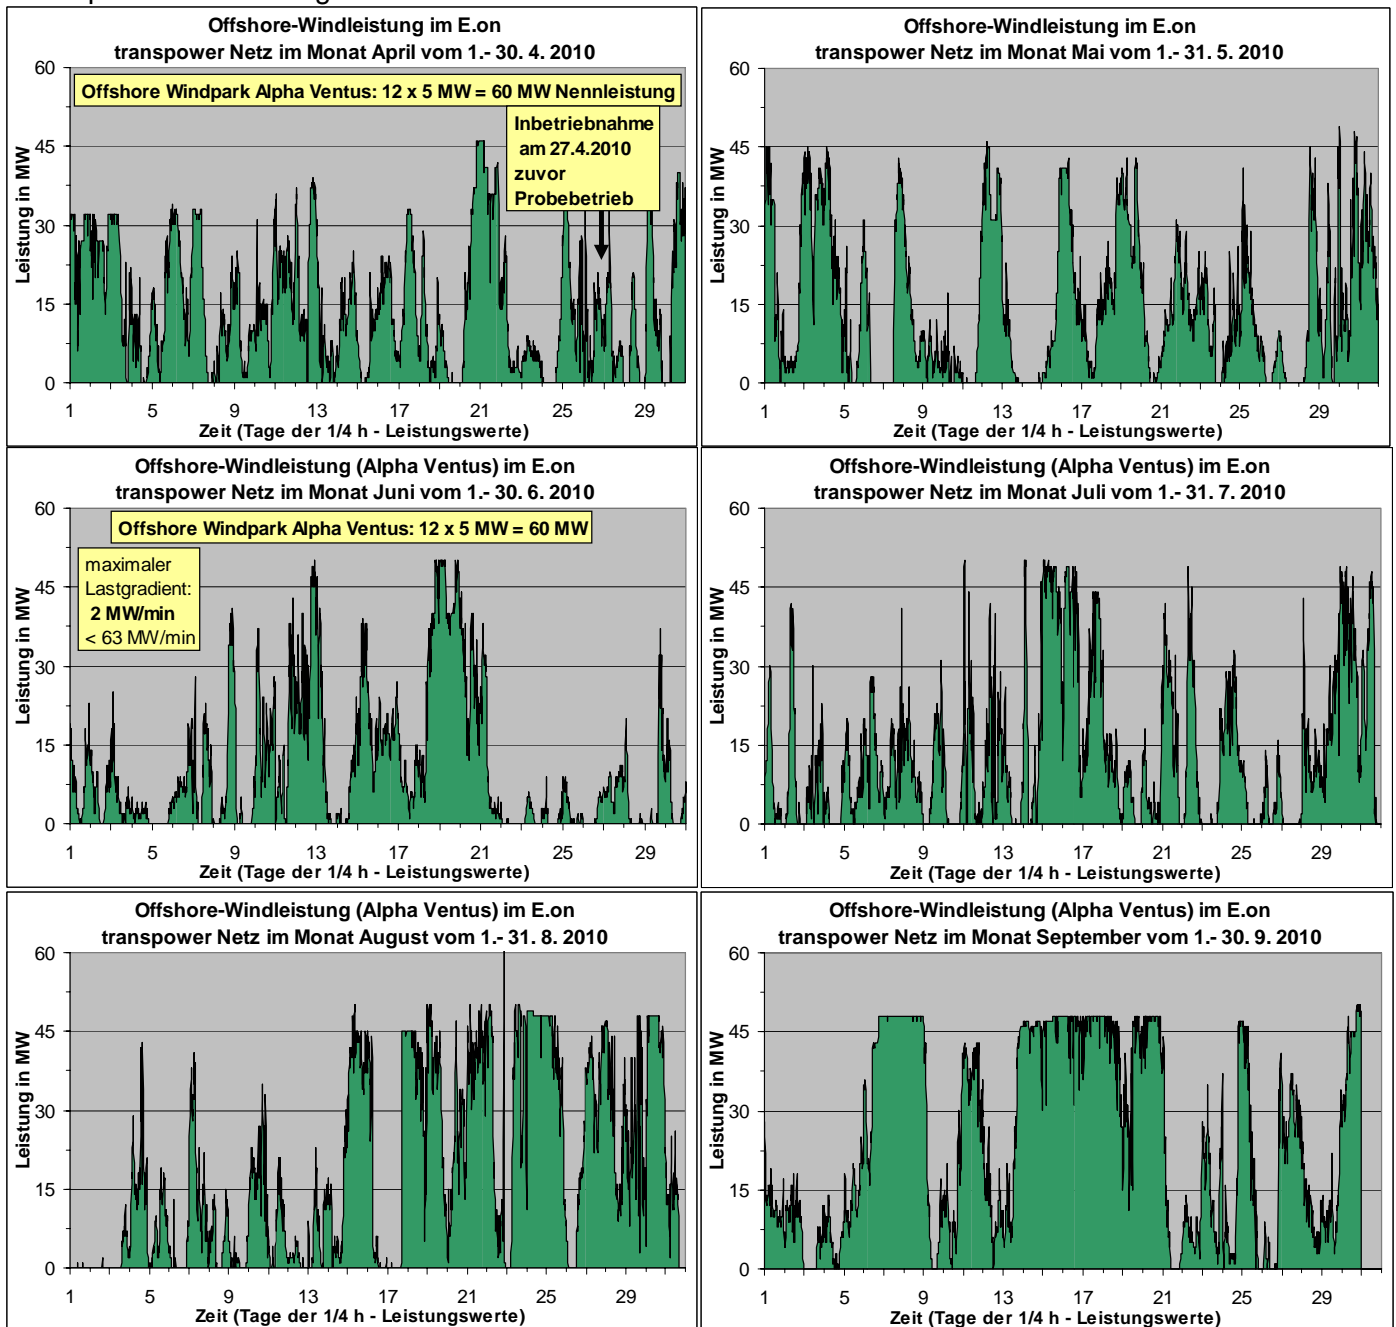 Offshore-Windleistung im E.on
transpower Netz im Monat April vom 1.- 30. 4. 2010
60
45
30
15
0
Leistung in MW
Offshore Windpark Alpha Ventus: 12 x 5 MW = 60 MW Nennleistung
Inbetriebnahme
am 27.4.2010
zuvor
Probebetrieb
1 5 9 13 17 21 25 29
Zeit (Tage der 1/4 h - Leistungswerte)
Offshore-Windleistung im E.on
transpower Netz im Monat Mai vom 1.- 31. 5. 2010
60
45
30
15
0
Leistung in MW
1 5 9 13 17 21 25 29
Zeit (Tage der 1/4 h - Leistungswerte)
Offshore-Windleistung (Alpha Ventus) im E.on
transpower Netz im Monat Juni vom 1.- 30. 6. 2010
60
45
30
15
0
Leistung in MW
Offshore Windpark Alpha Ventus: 12 x 5 MW = 60 MW
maximaler
Lastgradient:
2 MW/min
< 63 MW/min
1 5 9 13 17 21 25 29
Zeit (Tage der 1/4 h - Leistungswerte)
Offshore-Windleistung (Alpha Ventus) im E.on
transpower Netz im Monat Juli vom 1.- 31. 7. 2010
60
45
30
15
0
Leistung in MW
1 5 9 13 17 21 25 29
Zeit (Tage der 1/4 h - Leistungswerte)
Offshore-Windleistung (Alpha Ventus) im E.on
transpower Netz im Monat August vom 1.- 31. 8. 2010
60
45
30
15
0
Leistung in MW
1 5 9 13 17 21 25 29
Zeit (Tage der 1/4 h - Leistungswerte)
Offshore-Windleistung (Alpha Ventus) im E.on
transpower Netz im Monat September vom 1.- 30. 9. 2010
60
45
30
15
0
Leistung in MW
1 5 9 13 17 21 25 29
Zeit (Tage der 1/4 h - Leistungswerte)